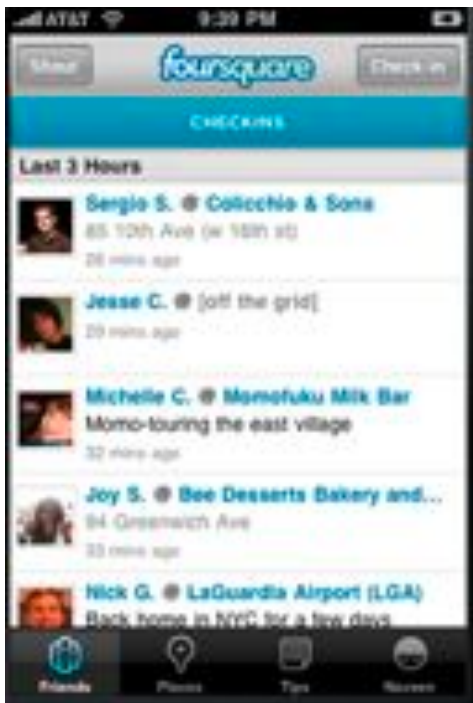 AT&T 9:39 PM
Shout foursquare Check in
CHECKINS
Last 3 Hours
Sergio S. @ Colicchio & Sons
85 10th Ave (w 16th st)
28 mins ago
Jesse C. @ [off the grid]
29 mins ago
Michelle C. @ Momofuku Milk Bar
Momo-touring the east village
32 mins ago
Joy S. @ Bee Desserts Bakery and...
94 Greenwich Ave
33 mins ago
Nick G. @ LaGuardia Airport (LGA)
Back home in NYC for a few days
Friends Places Tips